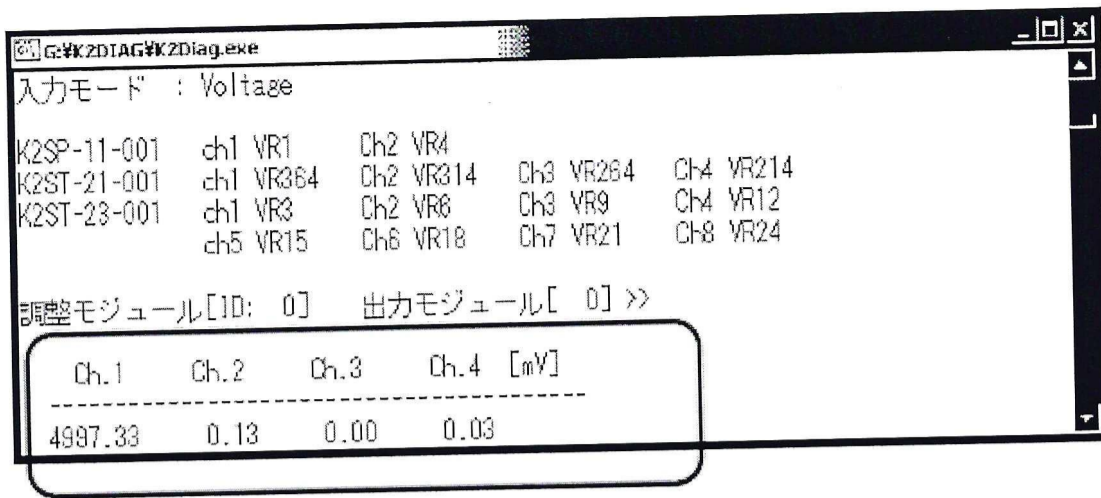 G:¥K2DIAG¥K2Diag.exe
入力モード : Voltage
K2SP-11-001 ch1 VR1 Ch2 VR4
K2ST-21-001 ch1 VR364 Ch2 VR314 Ch3 VR264 Ch4 VR214
K2ST-23-001 ch1 VR3 Ch2 VR6 Ch3 VR9 Ch4 VR12
ch5 VR15 Ch6 VR18 Ch7 VR21 Ch8 VR24
調整モジュール[ID: 0] 出力モジュール[ 0] >>
Ch.1 Ch.2 Ch.3 Ch.4 [mV]
------------------------------------------
4997.33 0.13 0.00 0.03